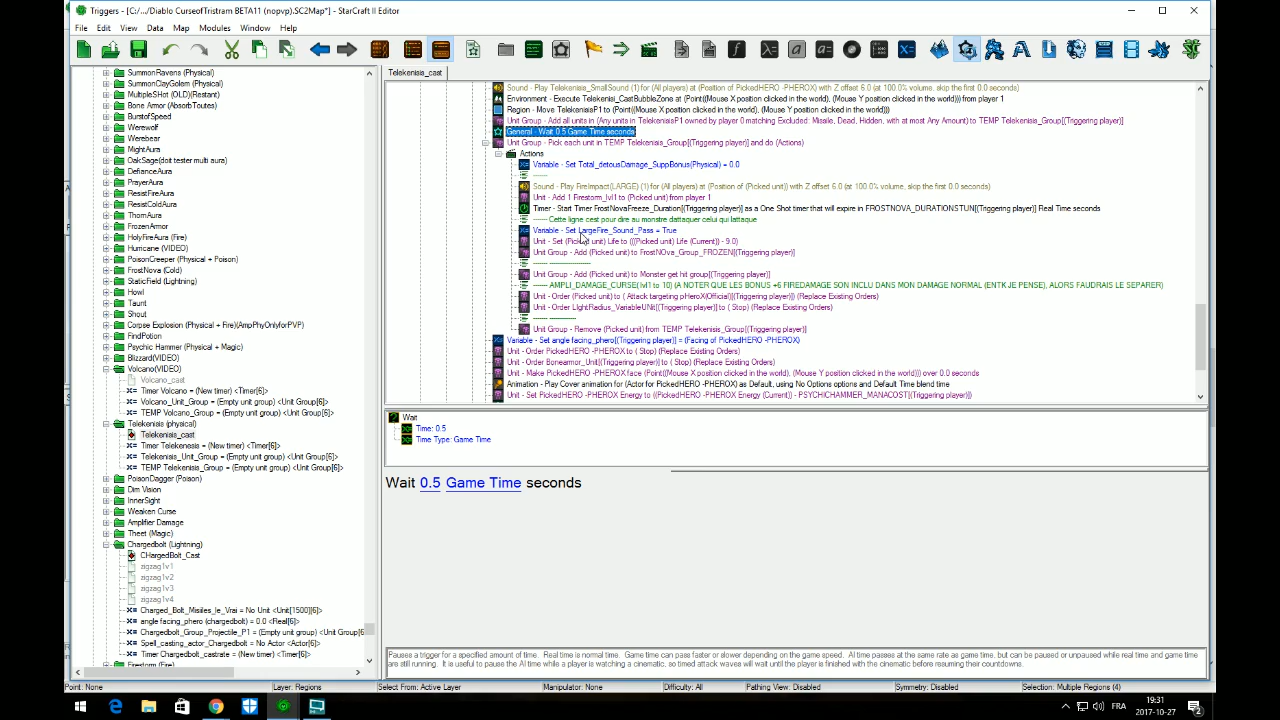 Triggers - [C:/.../Diablo CurseofTristram BETA11 (nopvp).SC2Map*] - StarCraft II Editor
File Edit View Data Map Modules Window Help
Telekenisis_cast
SummonRavens (Physical)
SummonClayGolem (Physical)
MultipleSHot (OLD)(Restant)
Bone Armor (AbsorbToutes)
BurstofSpeed
Werewolf
Werebear
MightAura
OakSage(doit tester multi aura)
DefianceAura
PrayerAura
ResistFireAura
ResistColdAura
ThornAura
FrozenArmor
HolyFireAura (Fire)
Hurricane (VIDEO)
PoisonCreeper (Physical + Poison)
FrostNova (Cold)
StaticField (Lightning)
Howl
Taunt
Shout
Corpse Explosion (Physical + Fire)(AmpPhyOnlyforPVP)
FindPotion
Psychic Hammer (Physical + Magic)
Blizzard(VIDEO)
Volcano(VIDEO)
Volcano_cast
Timer Volcano = (New timer) <Timer[6]>
Volcano_Unit_Group = (Empty unit group) <Unit Group[6]>
TEMP Volcano_Group = (Empty unit group) <Unit Group[6]>
Telekenisis (physical)
Telekenisis_cast
Timer Telekenesis = (New timer) <Timer[6]>
Telekenisis_Unit_Group = (Empty unit group) <Unit Group[6]>
TEMP Telekenisis_Group = (Empty unit group) <Unit Group[6]>
PoisonDagger (Poison)
Dim Vision
InnerSight
Weaken Curse
Amplifier Damage
Theet (Magic)
Chargedbolt (Lightning)
CHargedBolt_Cast
zigzag1v1
zigzag1v2
zigzag1v3
zigzag1v4
Charged_Bolt_Misiles_le_Vrai = No Unit <Unit[1500][6]>
angle facing_phero (chargedbolt) = 0.0 <Real[6]>
Chargedbolt_Group_Projectile_P1 = (Empty unit group) <Unit Group[6
Spell_casting_actor_Chargedbolt = No Actor <Actor[6]>
Timer Chargedbolt_castrate = (New timer) <Timer[6]>
Firestorm (Fire)
Sound - Play Telekenisis_SmallSound (1) for (All players) at (Position of PickedHERO -PHEROX) with Z offset 6.0 (at 100.0% volume, skip the first 0.0 seconds)
Environment - Execute Telekenisi_CastBubbleZone at (Point((Mouse X position clicked in the world), (Mouse Y position clicked in the world))) from player 1
Region - Move TelekenisisP1 to (Point((Mouse X position clicked in the world), (Mouse Y position clicked in the world)))
Unit Group - Add all units in (Any units in TelekenisisP1 owned by player 0 matching Excluded: Missile, Dead, Hidden, with at most Any Amount) to TEMP Telekenisis_Group[(Triggering player)]
General - Wait 0.5 Game Time seconds
Unit Group - Pick each unit in TEMP Telekenisis_Group[(Triggering player)] and do (Actions)
Actions
Variable - Set Total_detousDamage_SuppBonus(Physical) = 0.0
-------
Sound - Play FireImpact(LARGE) (1) for (All players) at (Position of (Picked unit)) with Z offset 6.0 (at 100.0% volume, skip the first 0.0 seconds)
Unit - Add 1 Firestorm_lvl1 to (Picked unit) from player 1
Timer - Start Timer FrostNovaFreeze_Duration[(Triggering player)] as a One Shot timer that will expire in FROSTNOVA_DURATIONSTUN[(Triggering player)] Real Time seconds
------- Cette ligne cest pour dire au monstre dattaquer celui qui lattaque
Variable - Set LargeFire_Sound_Pass = True
Unit - Set (Picked unit) Life to (((Picked unit) Life (Current)) - 9.0)
Unit Group - Add (Picked unit) to FrostNOva_Group_FROZEN[(Triggering player)]
--------------------
Unit Group - Add (Picked unit) to Monster get hit group[(Triggering player)]
------- AMPLI_DAMAGE_CURSE(lvl1 to 10) (A NOTER QUE LES BONUS +6 FIREDAMAGE SON INCLU DANS MON DAMAGE NORMAL (ENTK JE PENSE), ALORS FAUDRAIS LE SEPARER)
Unit - Order (Picked unit) to ( Attack targeting pHeroX(Official)[(Triggering player)]) (Replace Existing Orders)
Unit - Order LIghtRadius_VariableUNit[(Triggering player)] to ( Stop) (Replace Existing Orders)
------- -----------
Unit Group - Remove (Picked unit) from TEMP Telekenisis_Group[(Triggering player)]
Variable - Set angle facing_phero[(Triggering player)] = (Facing of PickedHERO -PHEROX)
Unit - Order PickedHERO -PHEROX to ( Stop) (Replace Existing Orders)
Unit - Order Bonearmor_Unit[(Triggering player)] to ( Stop) (Replace Existing Orders)
Unit - Make PickedHERO -PHEROX face (Point((Mouse X position clicked in the world), (Mouse Y position clicked in the world))) over 0.0 seconds
Animation - Play Cover animation for (Actor for PickedHERO -PHEROX) as Default, using No Options options and Default Time blend time
Unit - Set PickedHERO -PHEROX Energy to ((PickedHERO -PHEROX Energy (Current)) - PSYCHICHAMMER_MANACOST[(Triggering player)])
Wait
Time: 0.5
Time Type: Game Time
Wait 0.5 Game Time seconds
Pauses a trigger for a specified amount of time. Real time is normal time. Game time can pass faster or slower depending on the game speed. AI time passes at the same rate as game time, but can be paused or unpaused while real time and game time
are still running. It is useful to pause the AI time while a player is watching a cinematic, so timed attack waves will wait until the player is finished with the cinematic before resuming their countdowns.
Point: None Layer: Regions Select From: Active Layer Manipulator: None Difficulty: All Pathing View: Disabled Symmetry: Disabled Selection: Multiple Regions (4)
FRA
19:31
2017-10-27
2